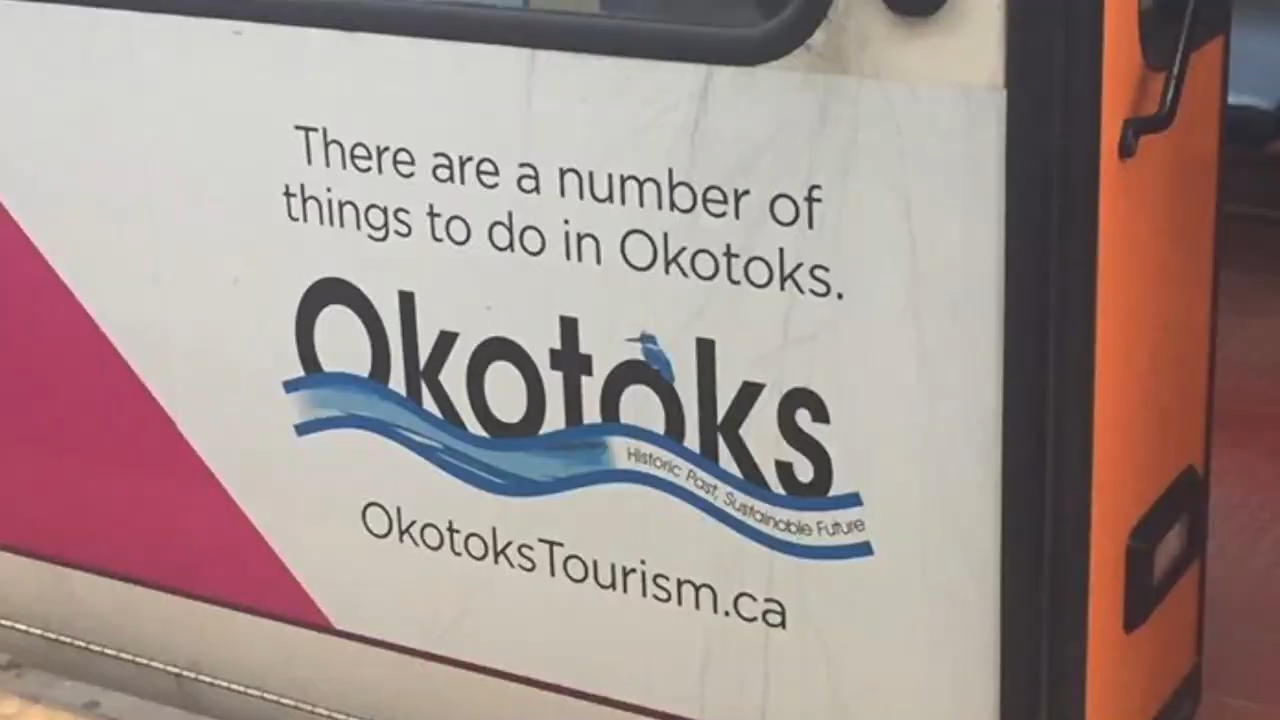 There are a number of
things to do in Okotoks.
Okotoks
Historic Past, Sustainable Future
OkotoksTourism.ca